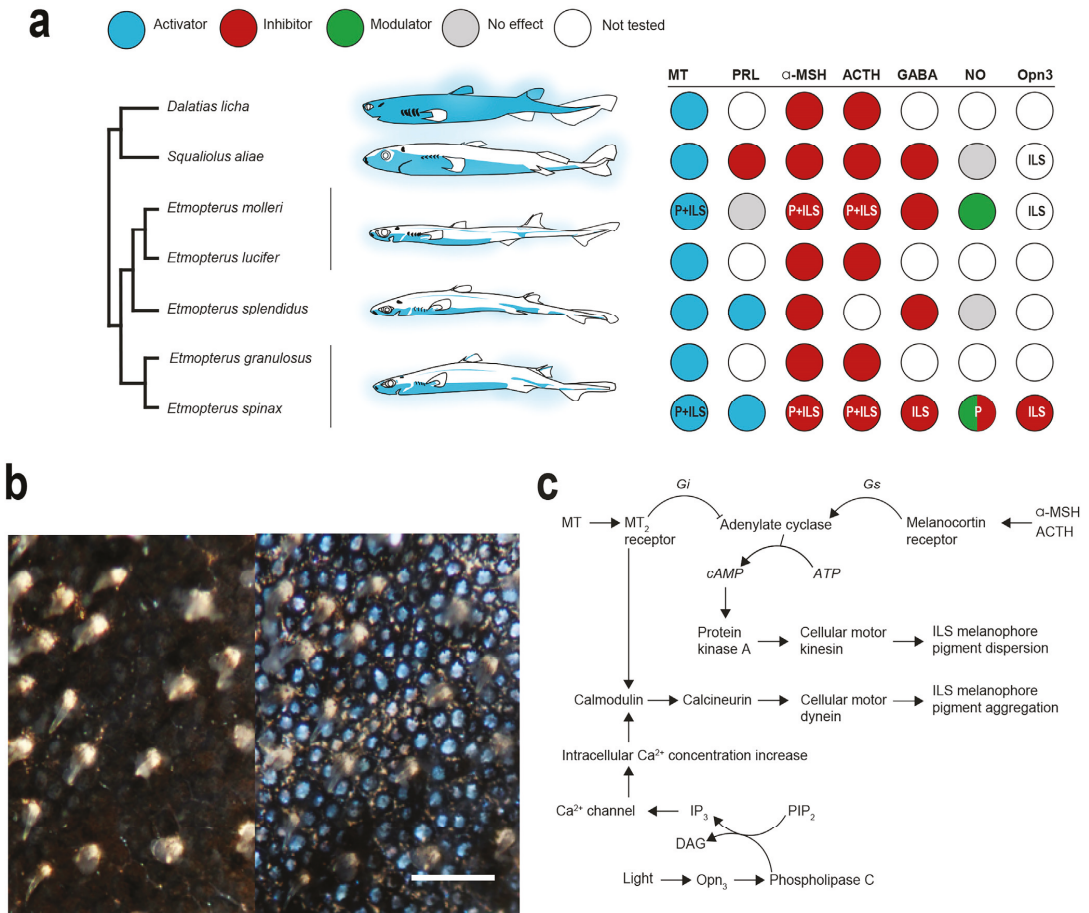 a
Activator Inhibitor Modulator No effect Not tested
MT PRL α-MSH ACTH GABA NO Opn3
Dalatias licha
Squaliolus aliae ILS
Etmopterus molleri P+ILS P+ILS P+ILS ILS
Etmopterus lucifer
Etmopterus splendidus
Etmopterus granulosus
Etmopterus spinax P+ILS P+ILS P+ILS ILS P ILS
b
c
Gi Gs
MT MT₂ receptor Adenylate cyclase Melanocortin receptor α-MSH
ACTH
cAMP ATP
Protein kinase A Cellular motor kinesin ILS melanophore pigment dispersion
Calmodulin Calcineurin Cellular motor dynein ILS melanophore pigment aggregation
Intracellular Ca²⁺ concentration increase
Ca²⁺ channel IP₃ PIP₂
DAG
Light Opn₃ Phospholipase C